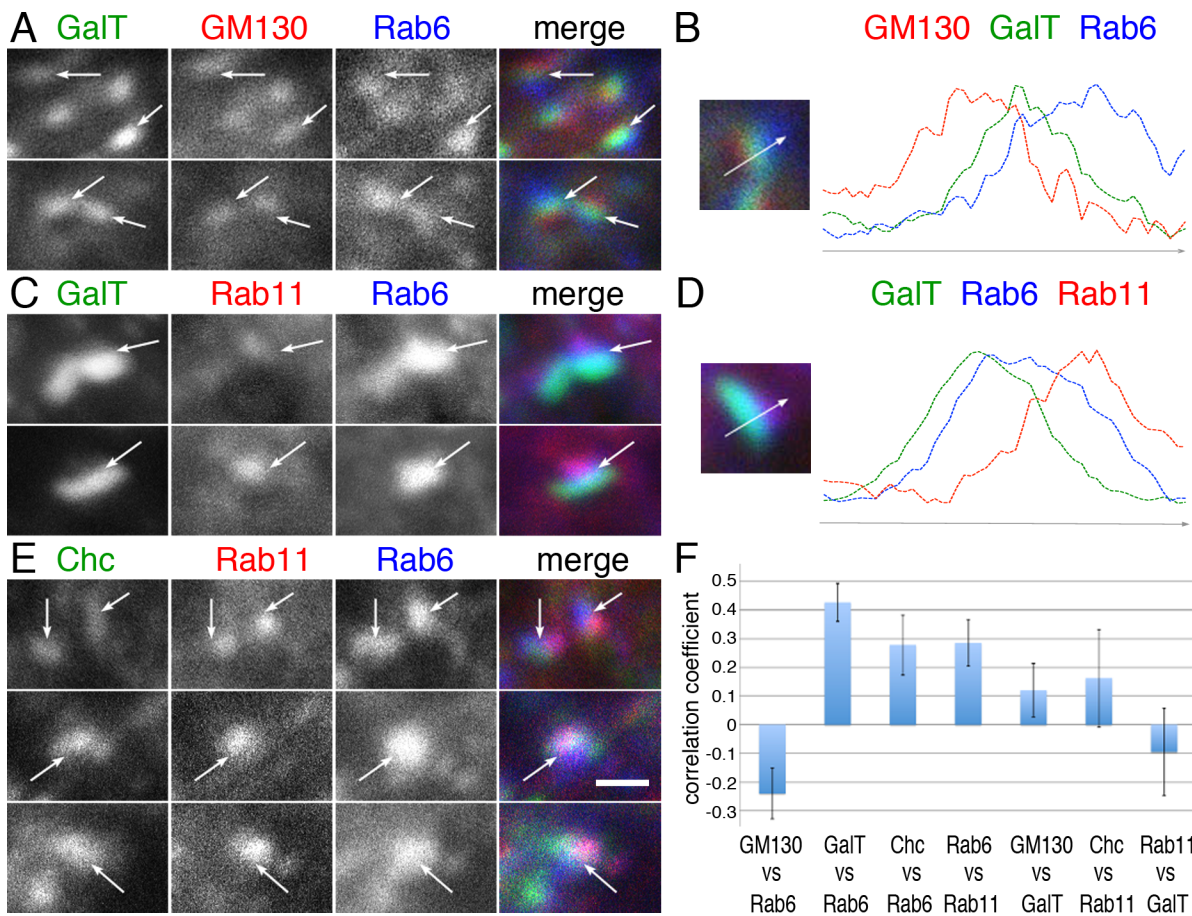 A GalT GM130 Rab6 merge
B GM130 GalT Rab6
C GalT Rab11 Rab6 merge
D GalT Rab6 Rab11
E Chc Rab11 Rab6 merge
F
correlation coefficient
0.5
0.4
0.3
0.2
0.1
0
-0.1
-0.2
-0.3
GM130 vs Rab6
GalT vs Rab6
Chc vs Rab6
Rab6 vs Rab11
GM130 vs GalT
Chc vs Rab11
Rab11 vs GalT